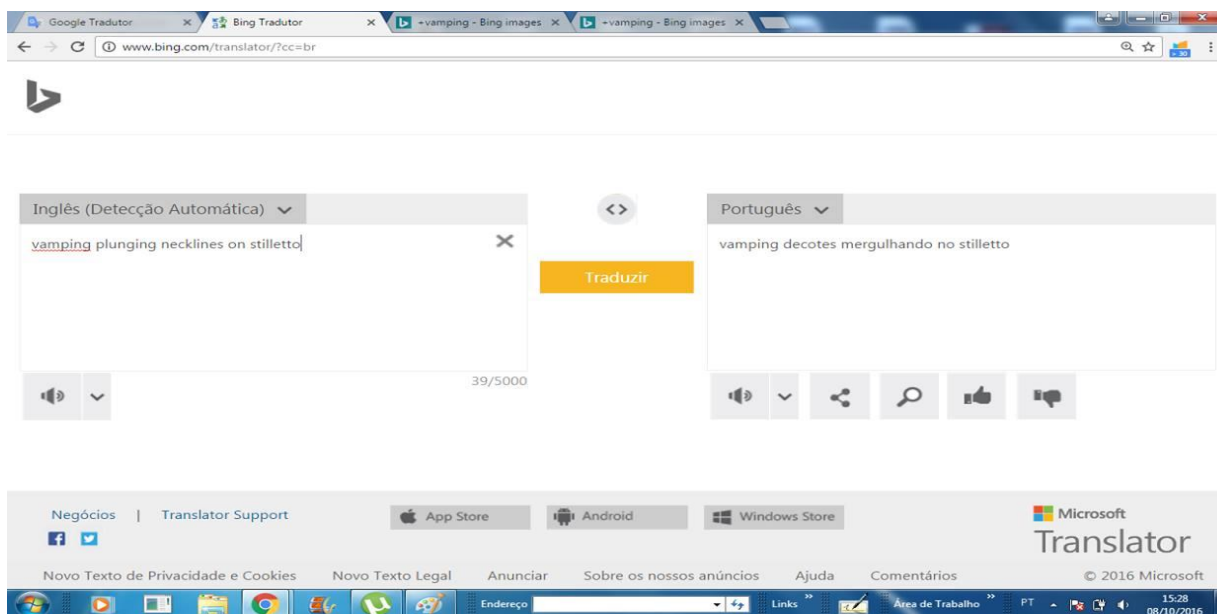 Google Tradutor
Bing Tradutor
+vamping - Bing images
+vamping - Bing images
www.bing.com/translator/?cc=br
> 30
Inglês (Detecção Automática)
Português
vamping plunging necklines on stilletto
vamping decotes mergulhando no stilletto
Traduzir
39/5000
Negócios | Translator Support
App Store
Android
Windows Store
Microsoft
Translator
Novo Texto de Privacidade e Cookies
Novo Texto Legal
Anunciar
Sobre os nossos anúncios
Ajuda
Comentários
© 2016 Microsoft
Endereço
Links
Área de Trabalho
PT
15:28
08/10/2016